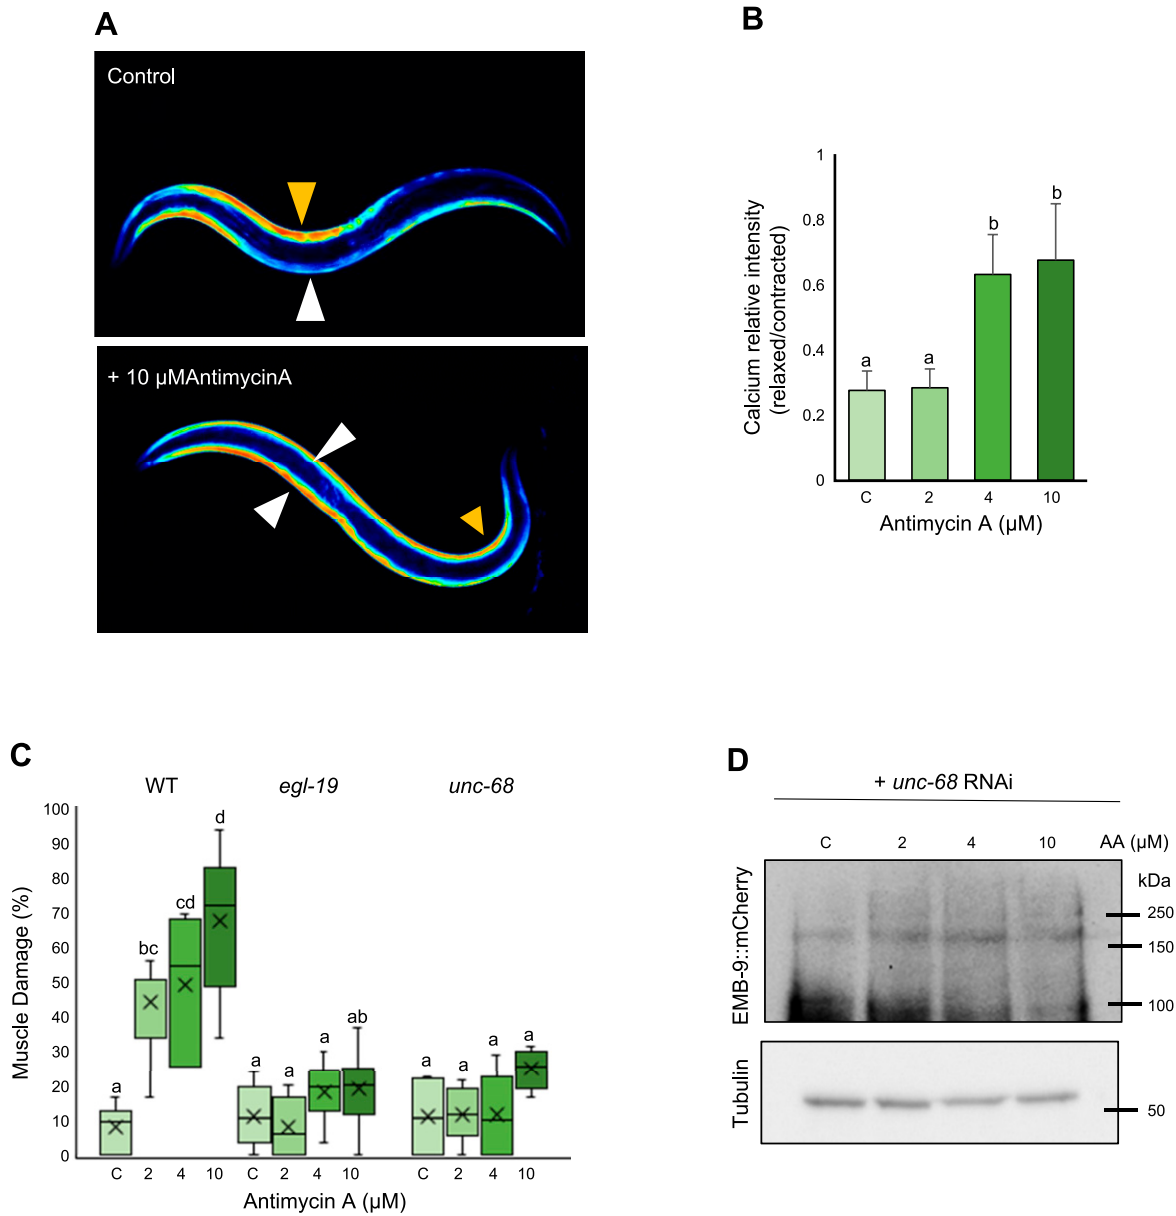 A
Control
+ 10 µMAntimycinA
B
Calcium relative intensity
(relaxed/contracted)
1
0.8
0.6
0.4
0.2
0
a
a
b
b
C
2
4
10
Antimycin A (µM)
C
WT
egl-19
unc-68
Muscle Damage (%)
100
90
80
70
60
50
40
30
20
10
0
a
bc
cd
d
a
a
a
ab
a
a
a
a
C
2
4
10
C
2
4
10
C
2
4
10
Antimycin A (µM)
D
+ unc-68 RNAi
C
2
4
10
AA (µM)
EMB-9::mCherry
kDa
250
150
100
Tubulin
50